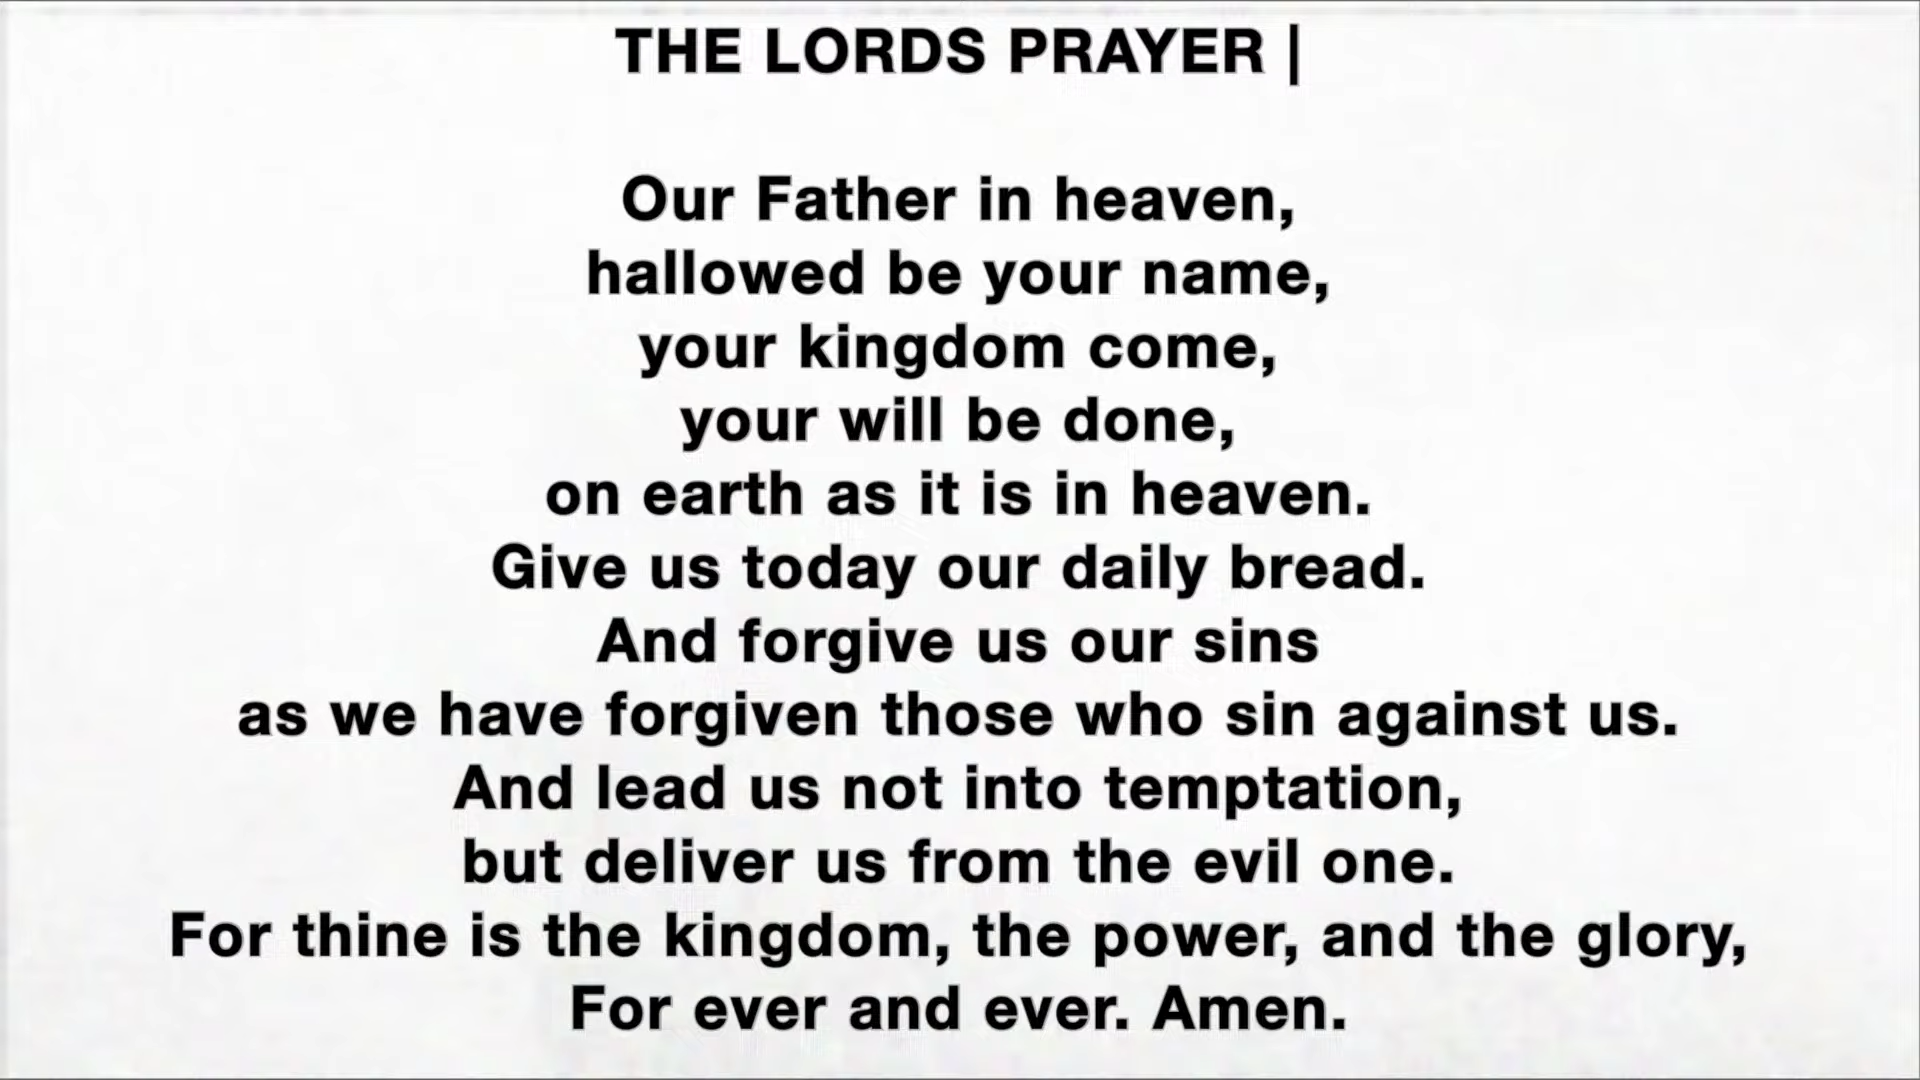 THE LORDS PRAYER |
Our Father in heaven,
hallowed be your name,
your kingdom come,
your will be done,
on earth as it is in heaven.
Give us today our daily bread.
And forgive us our sins
as we have forgiven those who sin against us.
And lead us not into temptation,
but deliver us from the evil one.
For thine is the kingdom, the power, and the glory,
For ever and ever. Amen.